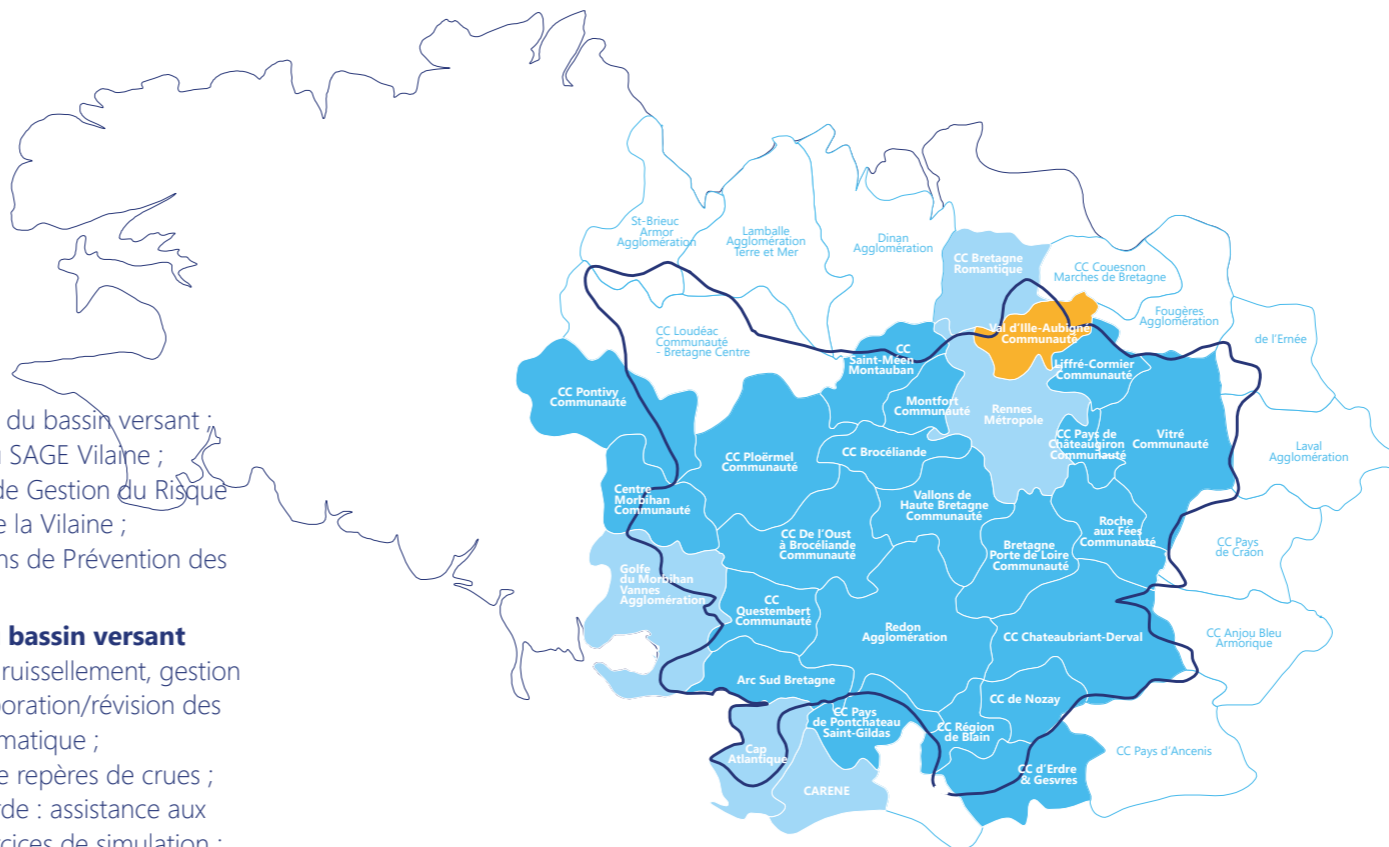 du bassin versant ;
SAGE Vilaine ;
de Gestion du Risque
la Vilaine ;
de Prévention des
bassin versant
ruissellement, gestion
/révision des
repères de crues ;
: assistance aux
de simulation ;
St-Brieuc
Armor
Agglomération
Lamballe
Agglomération
Terre et Mer
Dinan
Agglomération
CC Bretagne
Romantique
CC Couesnon
Marches de Bretagne
Fougères
Agglomération
de l'Ernée
CC Loudéac
Communauté
- Bretagne Centre
CC
Saint-Méen
Montauban
Val d'Ille-Aubigné
Communauté
Liffré-Cormier
Communauté
CC Pontivy
Communauté
Montfort
Communauté
Rennes
Métropole
CC Pays de
Châteaugiron
Communauté
Vitré
Communauté
Laval
Agglomération
CC Ploërmel
Communauté
CC Brocéliande
Centre
Morbihan
Communauté
Vallons de
Haute Bretagne
Communauté
CC De l'Oust
à Brocéliande
Communauté
Bretagne
Porte de Loire
Communauté
Roche
aux Fées
Communauté
CC Pays
de Craon
Golfe
du Morbihan
Vannes
Agglomération
CC
Questembert
Communauté
Redon
Agglomération
CC Chateaubriant-Derval
CC Anjou Bleu
Armorique
Arc Sud Bretagne
CC de Nozay
CC Pays
de Pontchateau
Saint-Gildas
CC Région
de Blain
Cap
Atlantique
CC d'Erdre
& Gesvres
CC Pays d'Ancenis
CARENE